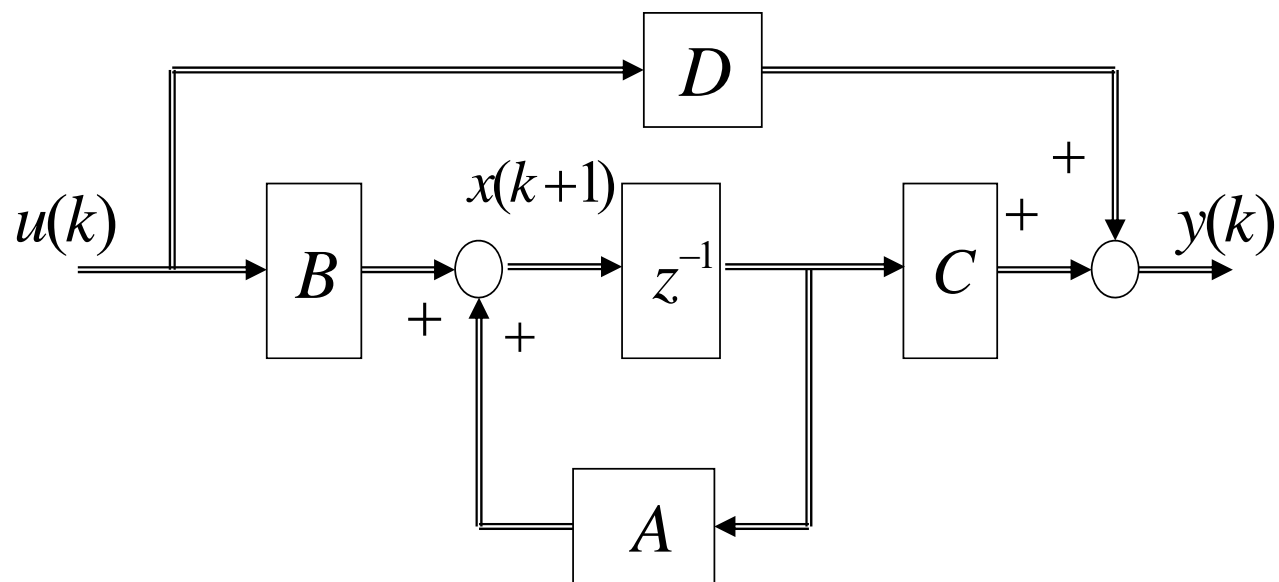 D
+
x(k+1)
u(k)
B
z⁻¹
C
+
y(k)
+
+
A